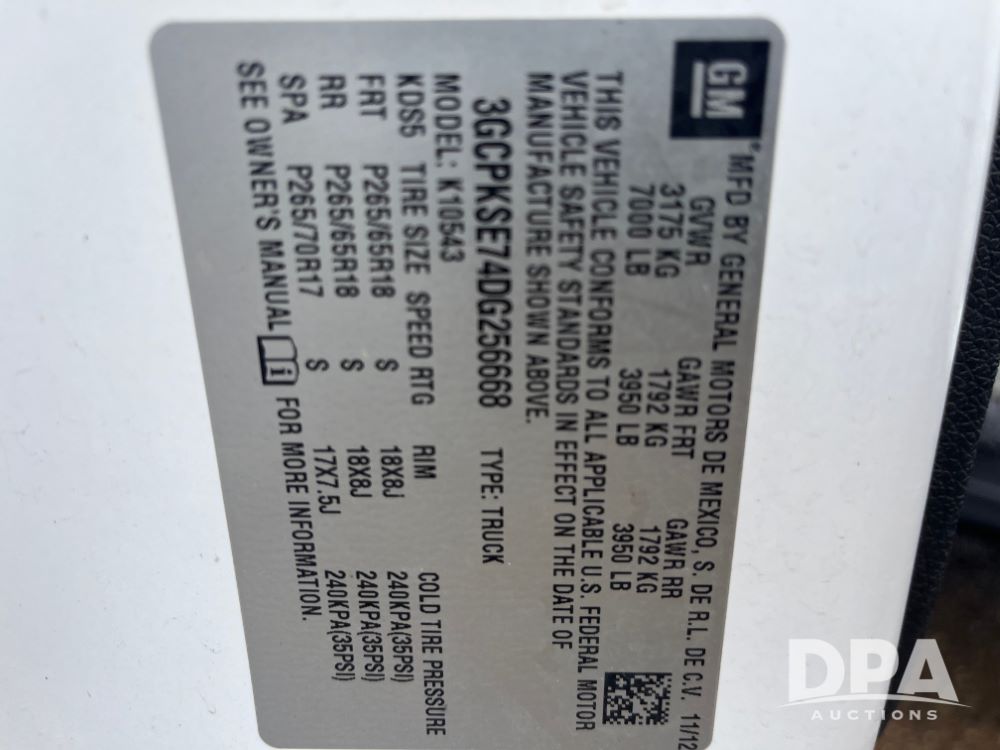 GM
MFD BY GENERAL MOTORS DE MEXICO, S. DE R.L. DE C.V. 11/12
GVWR GAWR FRT GAWR RR
3175 KG 1792 KG 1792 KG
7000 LB 3950 LB 3950 LB
THIS VEHICLE CONFORMS TO ALL APPLICABLE U.S. FEDERAL MOTOR
VEHICLE SAFETY STANDARDS IN EFFECT ON THE DATE OF
MANUFACTURE SHOWN ABOVE.
3GCPKSE74DG256668 TYPE: TRUCK
MODEL: K10543
KDS5 TIRE SIZE SPEED RTG RIM COLD TIRE PRESSURE
FRT P265/65R18 S 18X8J 240KPA(35PSI)
RR P265/65R18 S 18X8J 240KPA(35PSI)
SPA P265/70R17 S 17X7.5J 240KPA(35PSI)
SEE OWNER'S MANUAL i FOR MORE INFORMATION.
DPA
AUCTIONS